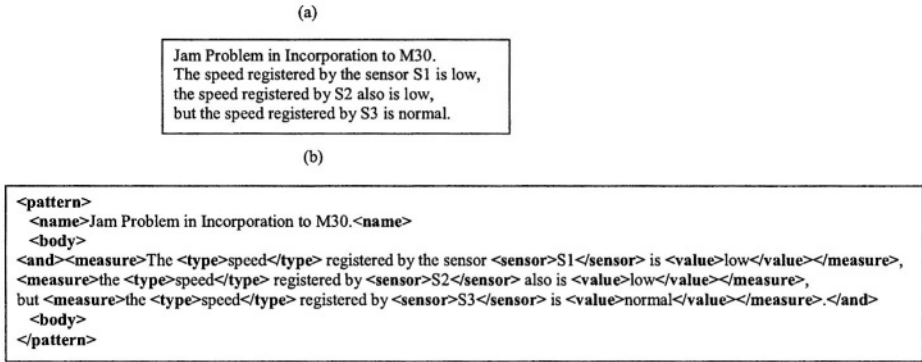 (a)
Jam Problem in Incorporation to M30.
The speed registered by the sensor S1 is low,
the speed registered by S2 also is low,
but the speed registered by S3 is normal.
(b)
<pattern>
<name>Jam Problem in Incorporation to M30.<name>
<body>
<and><measure>The <type>speed</type> registered by the sensor <sensor>S1</sensor> is <value>low</value></measure>,
<measure>the <type>speed</type> registered by <sensor>S2</sensor> also is <value>low</value></measure>,
but <measure>the <type>speed</type> registered by <sensor>S3</sensor> is <value>normal</value></measure>.</and>
<body>
</pattern>